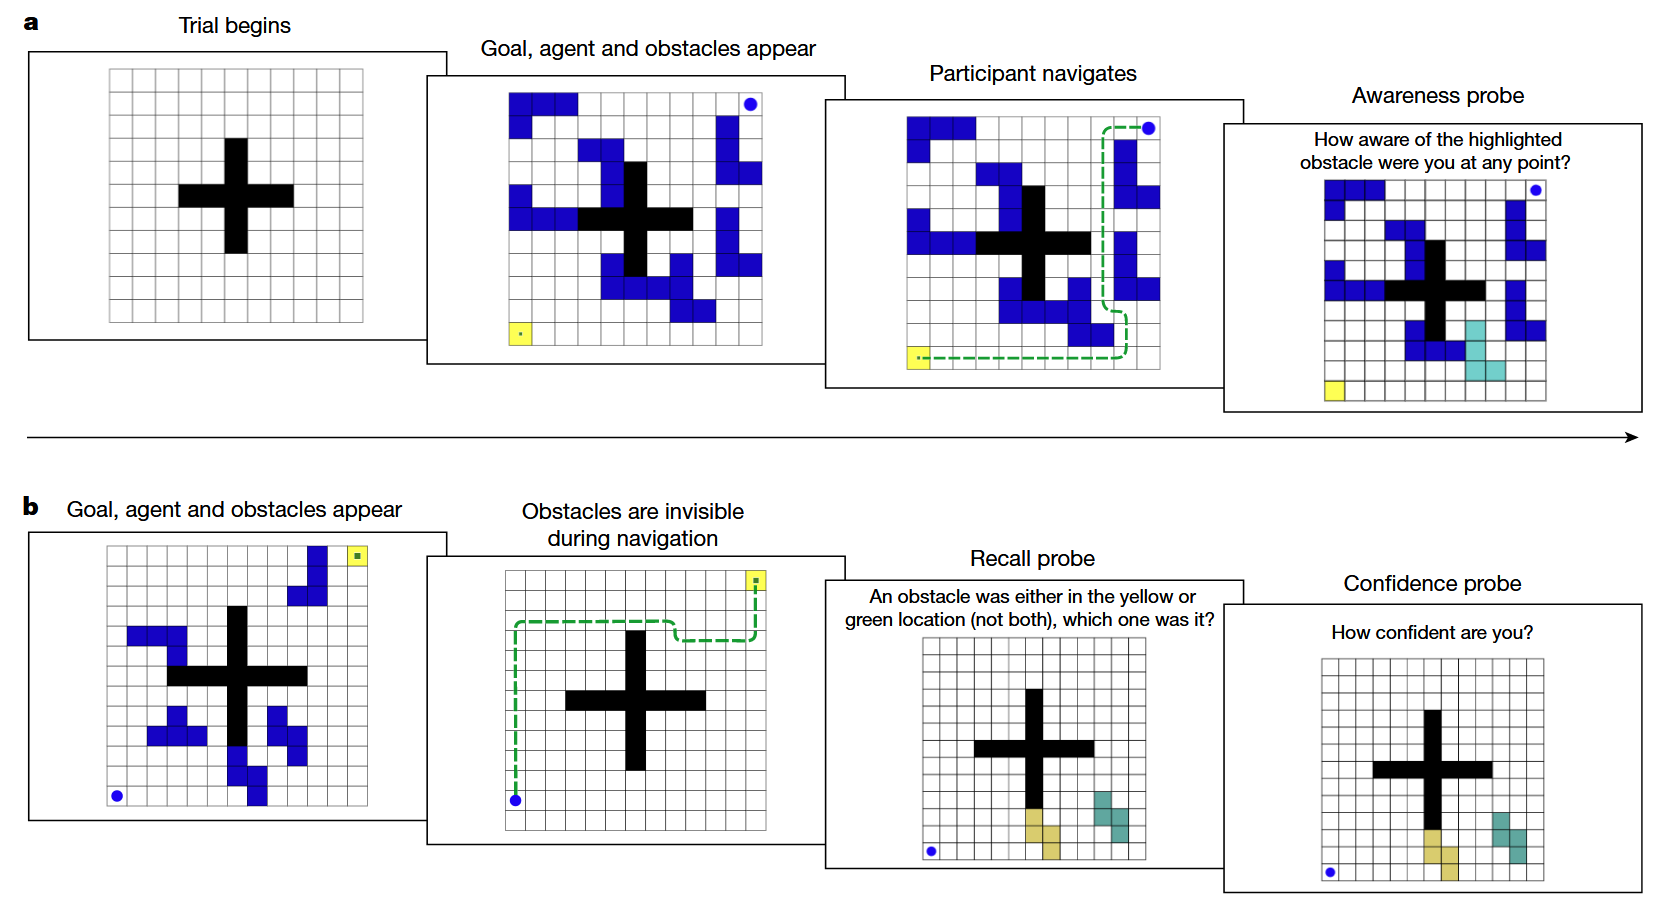 a
Trial begins
Goal, agent and obstacles appear
Participant navigates
Awareness probe
How aware of the highlighted
obstacle were you at any point?
b
Goal, agent and obstacles appear
Obstacles are invisible
during navigation
Recall probe
An obstacle was either in the yellow or
green location (not both), which one was it?
Confidence probe
How confident are you?